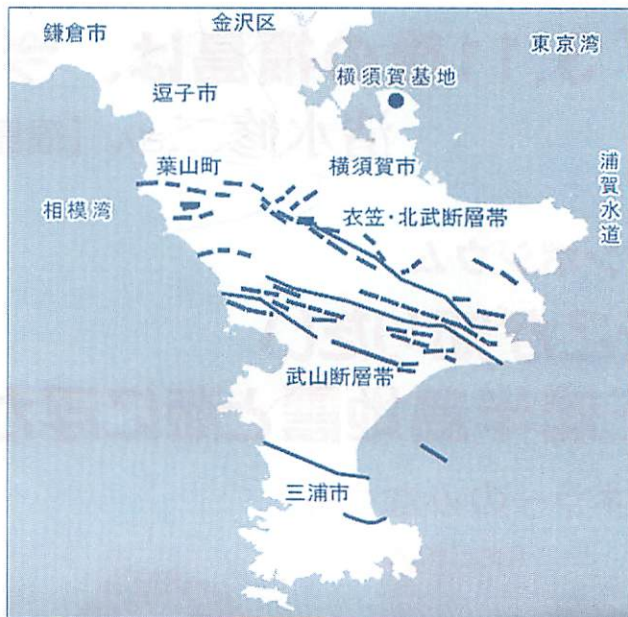 金沢区
鎌倉市
東京湾
横須賀基地
逗子市
葉山町
横須賀市
浦賀水道
相模湾
衣笠・北武断層帯
武山断層帯
三浦市